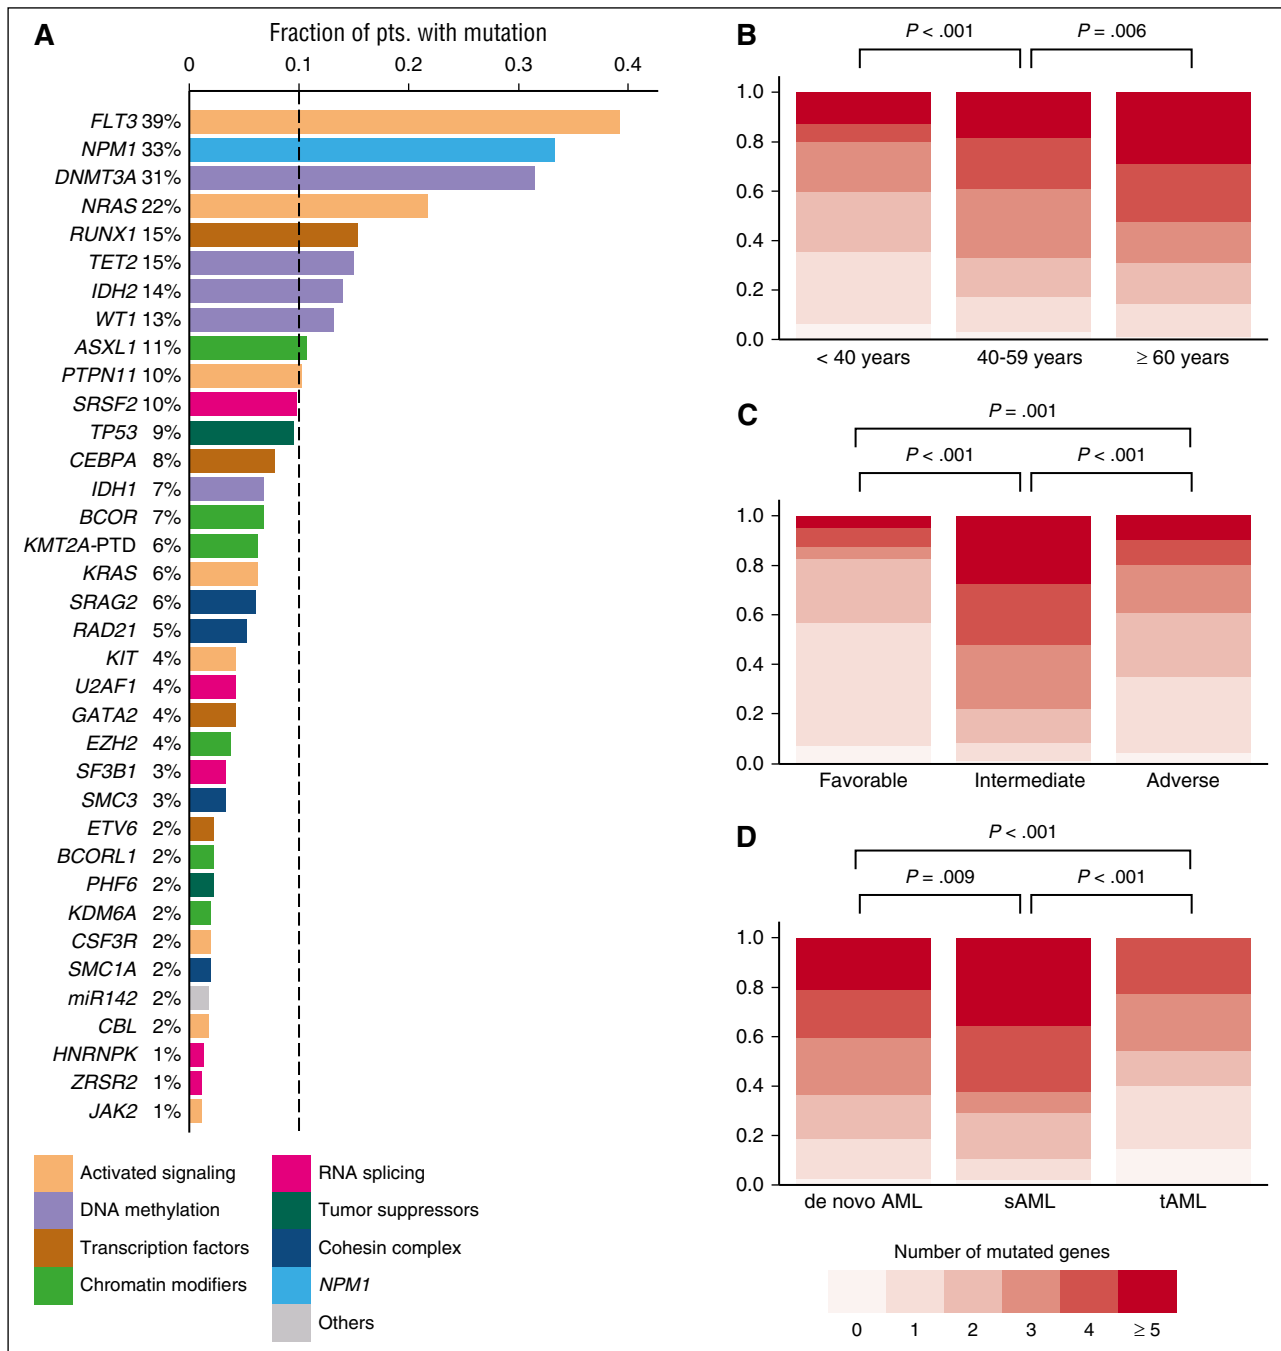 A
Fraction of pts. with mutation
0 0.1 0.2 0.3 0.4
FLT3 39%
NPM1 33%
DNMT3A 31%
NRAS 22%
RUNX1 15%
TET2 15%
IDH2 14%
WT1 13%
ASXL1 11%
PTPN11 10%
SRSF2 10%
TP53 9%
CEBPA 8%
IDH1 7%
BCOR 7%
KMT2A-PTD 6%
KRAS 6%
SRAG2 6%
RAD21 5%
KIT 4%
U2AF1 4%
GATA2 4%
EZH2 4%
SF3B1 3%
SMC3 3%
ETV6 2%
BCORL1 2%
PHF6 2%
KDM6A 2%
CSF3R 2%
SMC1A 2%
miR142 2%
CBL 2%
HNRNPK 1%
ZRSR2 1%
JAK2 1%
Activated signaling
DNA methylation
Transcription factors
Chromatin modifiers
RNA splicing
Tumor suppressors
Cohesin complex
NPM1
Others
B
P < .001 P = .006
1.0
0.8
0.6
0.4
0.2
0.0
< 40 years 40-59 years ≥ 60 years
C
P = .001
P < .001 P < .001
1.0
0.8
0.6
0.4
0.2
0.0
Favorable Intermediate Adverse
D
P < .001
P = .009 P < .001
1.0
0.8
0.6
0.4
0.2
0.0
de novo AML sAML tAML
Number of mutated genes
0 1 2 3 4 ≥ 5